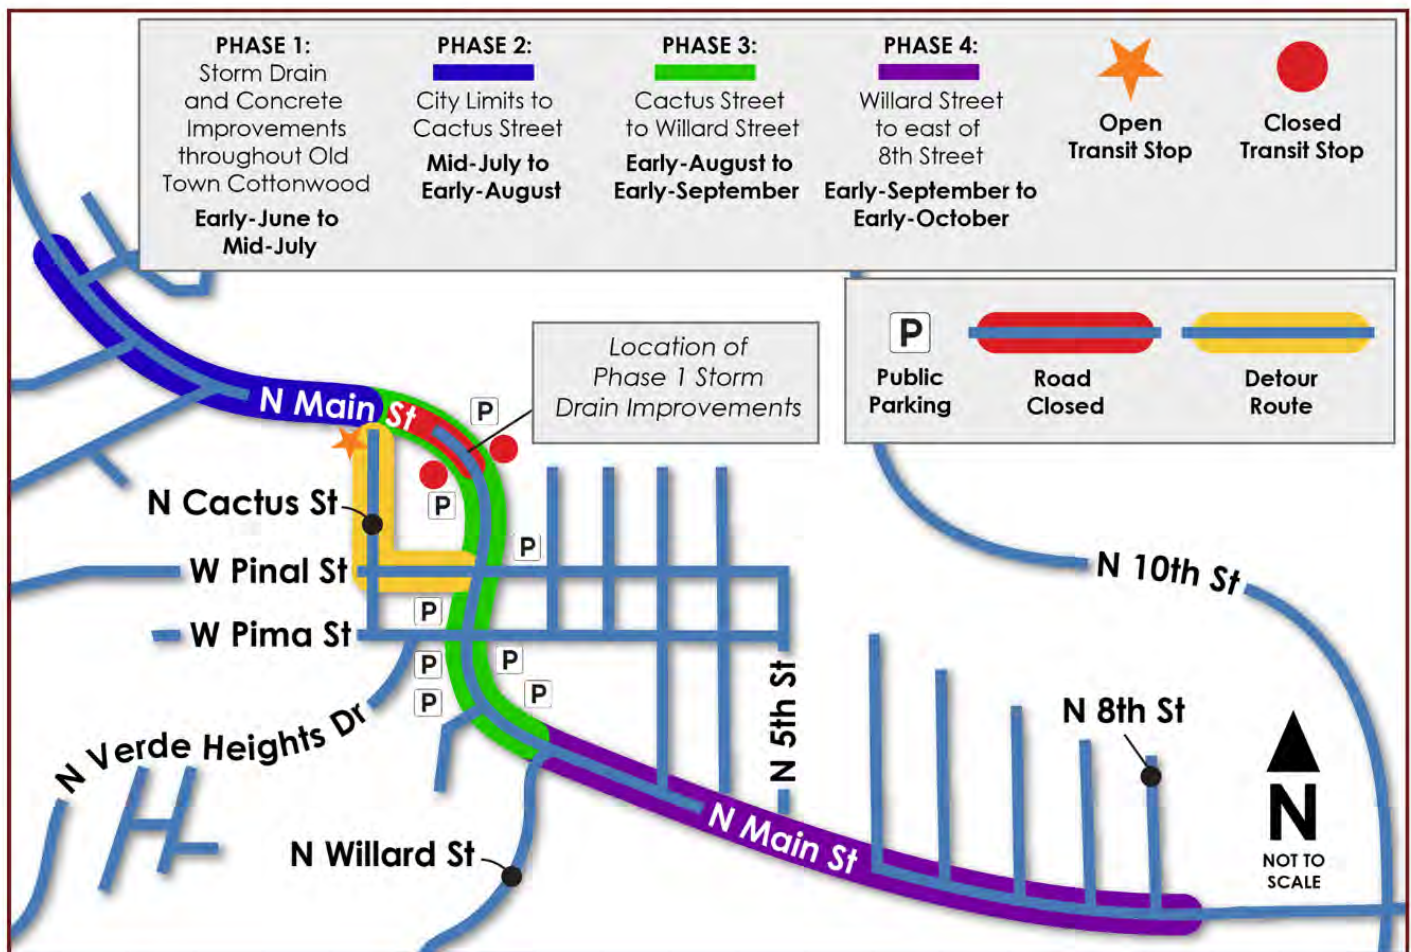 PHASE 1:
Storm Drain
and Concrete
Improvements
throughout Old
Town Cottonwood
Early-June to
Mid-July
PHASE 2:
City Limits to
Cactus Street
Mid-July to
Early-August
PHASE 3:
Cactus Street
to Willard Street
Early-August to
Early-September
PHASE 4:
Willard Street
to east of
8th Street
Early-September to
Early-October
Open
Transit Stop
Closed
Transit Stop
P
Public
Parking
Road
Closed
Detour
Route
Location of
Phase 1 Storm
Drain Improvements
N Main St
P
P
N Cactus St
P
W Pinal St
N 10th St
P
W Pima St
P
P
P
P
N 5th St
N 8th St
N Verde Heights Dr
N Main St
N Willard St
N
NOT TO
SCALE